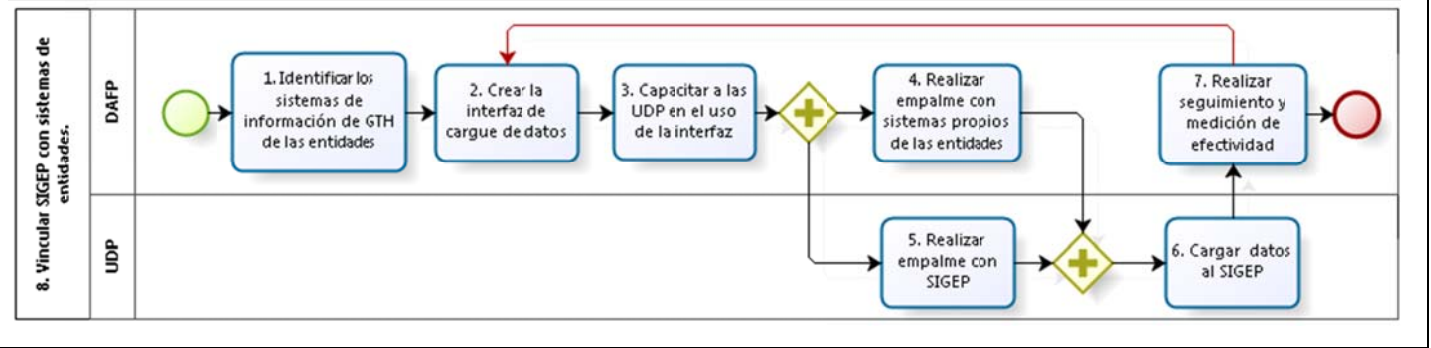 8. Vincular SIGEP con sistemas de
entidades.
DAFP
1. Identificar los
sistemas de
información de GTH
de las entidades
2. Crear la
interfaz de
cargue de datos
3. Capacitar a las
UDP en el uso
de la interfaz
4. Realizar
empalme con
sistemas propios
de las entidades
7. Realizar
seguimiento y
medición de
efectividad
UDP
5. Realizar
empalme con
SIGEP
6. Cargar datos
al SIGEP